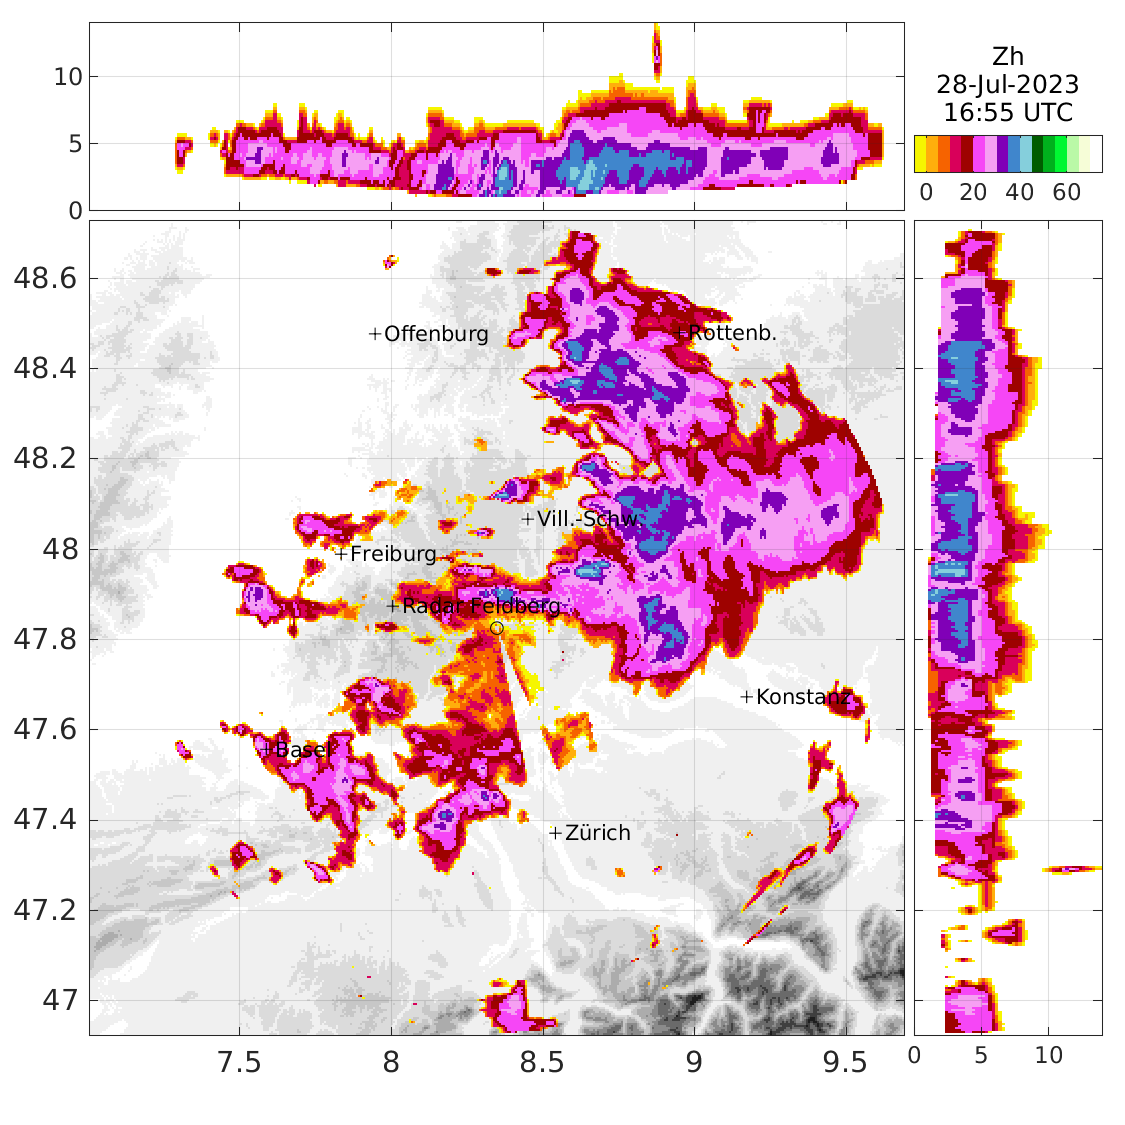 10
5
0
Zh
28-Jul-2023
16:55 UTC
0 20 40 60
48.6
48.4
48.2
48
47.8
47.6
47.4
47.2
47
+Offenburg
+Rottenb.
+Vill.-Schw.
+Freiburg
+Radar Feldberg
+Konstanz
+Basel
+Zürich
7.5 8 8.5 9 9.5
0 5 10